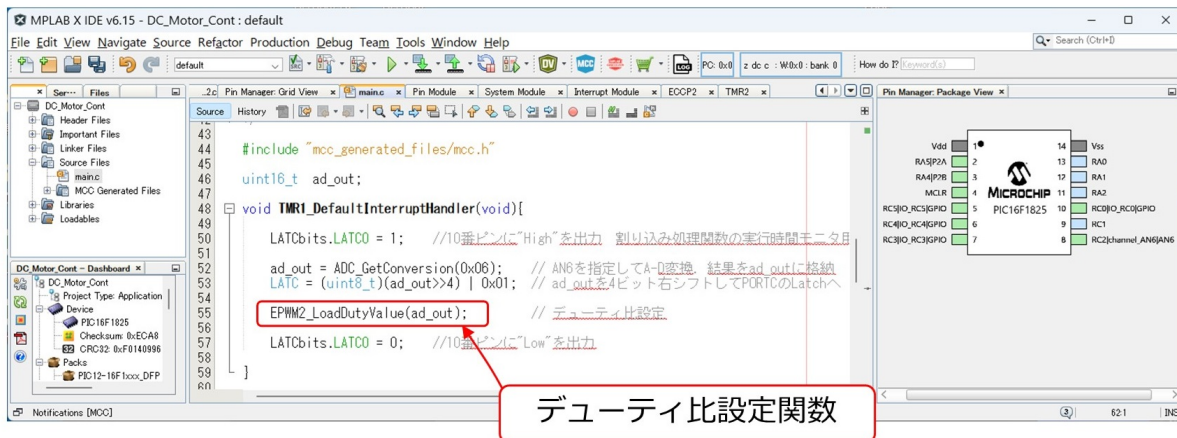 MPLAB X IDE v6.15 - DC_Motor_Cont : default
File Edit View Navigate Source Refactor Production Debug Team Tools Window Help
Search (Ctrl+I)
default
PC: 0x0
z dc c : W:0x0 : bank 0
How do I?
Keyword(s)
Ser... Files
DC_Motor_Cont
Header Files
Important Files
Linker Files
Source Files
main.c
MCC Generated Files
Libraries
Loadables
...2.c Pin Manager: Grid View main.c Pin Module System Module Interrupt Module ECCP2 TMR2
Source History
43
44 #include "mcc_generated_files/mcc.h"
45
46 uint16_t ad_out;
47
48 void TMR1_DefaultInterruptHandler(void){
49
50 LATCbits.LATC0 = 1; //10番ピンに"High"を出力 割り込み処理関数の実行時間モニタ用
51
52 ad_out = ADC_GetConversion(0x06); // AN6を指定してA-D変換. 結果をad_outに格納
53 LATC = (uint8_t)(ad_out>>4) | 0x01; // ad_outを4ビット右シフトしてPORTCのLatchへ
54
55 EPWM2_LoadDutyValue(ad_out); // デューティ比設定
56
57 LATCbits.LATC0 = 0; //10番ピンに"Low"を出力
58
59 }
60
デューティ比設定関数
DC_Motor_Cont - Dashboard
DC_Motor_Cont
Project Type: Application
Device
PIC16F1825
Checksum: 0xECA8
CRC32: 0xF0140996
Packs
PIC12-16F1xxx_DFP
Pin Manager: Package View
Vdd 1 14 Vss
RA5|P2A 2 13 RA0
RA4|P2B 3 12 RA1
MCLR 4 MICROCHIP 11 RA2
RC5|IO_RC5|GPIO 5 PIC16F1825 10 RC0|IO_RC0|GPIO
RC4|IO_RC4|GPIO 6 9 RC1
RC3|IO_RC3|GPIO 7 8 RC2|channel_AN6|AN6
Notifications [MCC]
3 62:1 INS